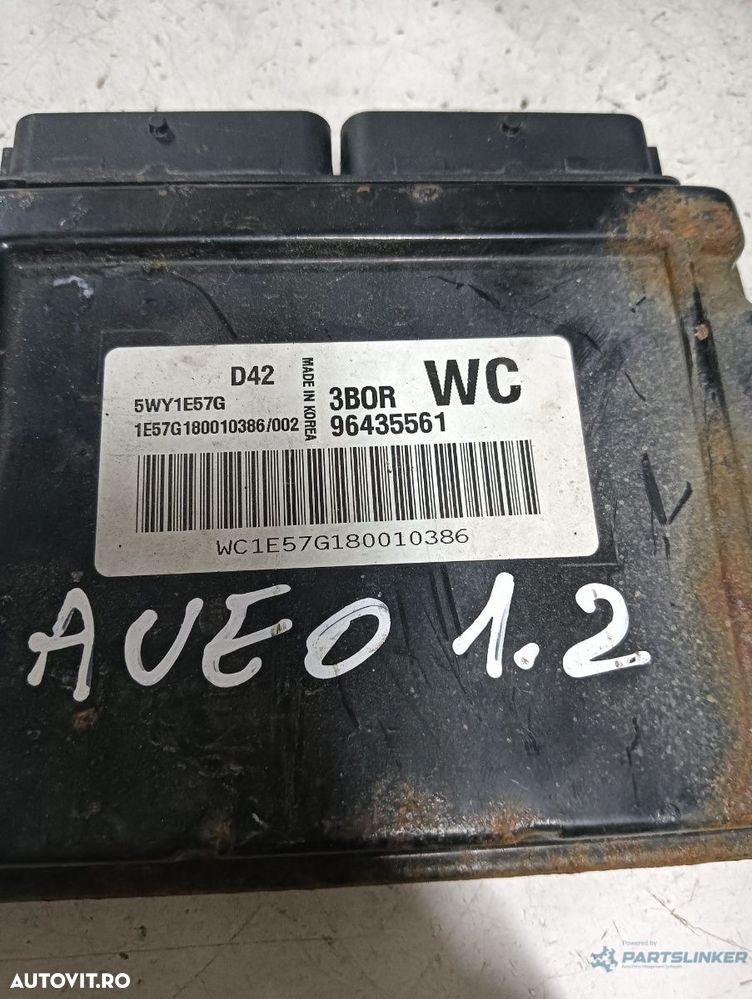 D42
MADE IN KOREA
3BOR
WC
5WY1E57G
1E57G180010386/002
96435561
WC1E57G180010386
AVEO 1.2
Powered by
PARTSLINKER
AUTOVIT.RO